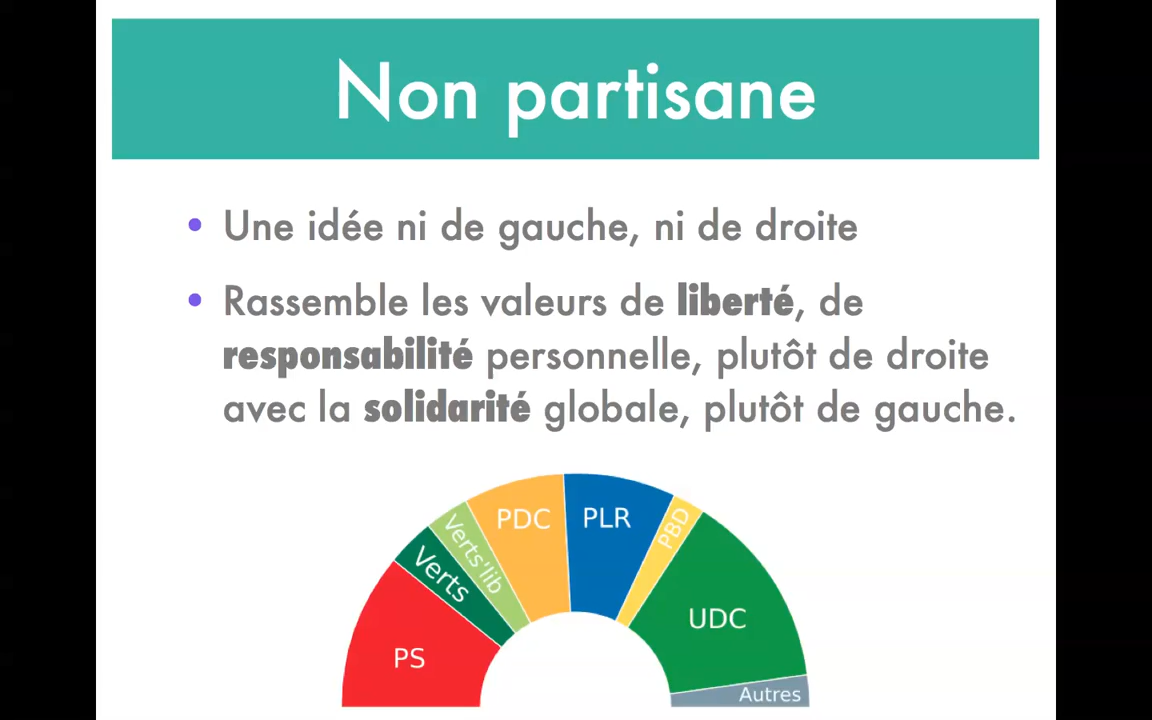 Non partisane
• Une idée ni de gauche, ni de droite
• Rassemble les valeurs de liberté, de
responsabilité personnelle, plutôt de droite
avec la solidarité globale, plutôt de gauche.
PS
Verts
Verts'lib
PDC
PLR
PBD
UDC
Autres